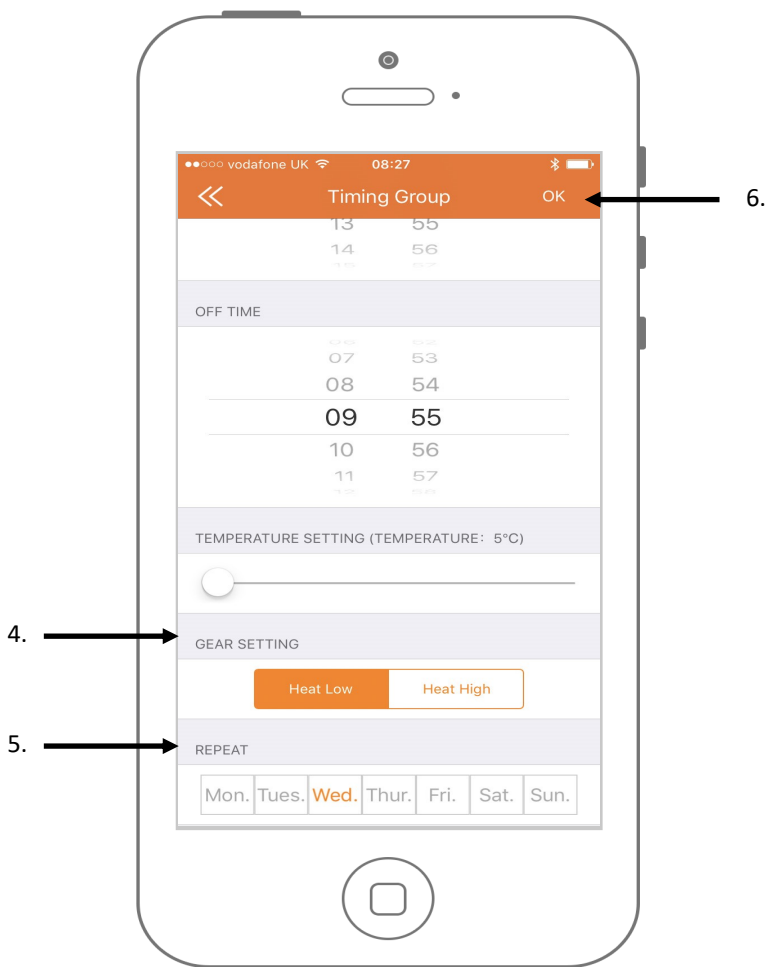 vodafone UK 08:27
Timing Group OK
6.
13 55
14 56
OFF TIME
07 53
08 54
09 55
10 56
11 57
TEMPERATURE SETTING (TEMPERATURE: 5°C)
4.
GEAR SETTING
Heat Low Heat High
5.
REPEAT
Mon. Tues. Wed. Thur. Fri. Sat. Sun.